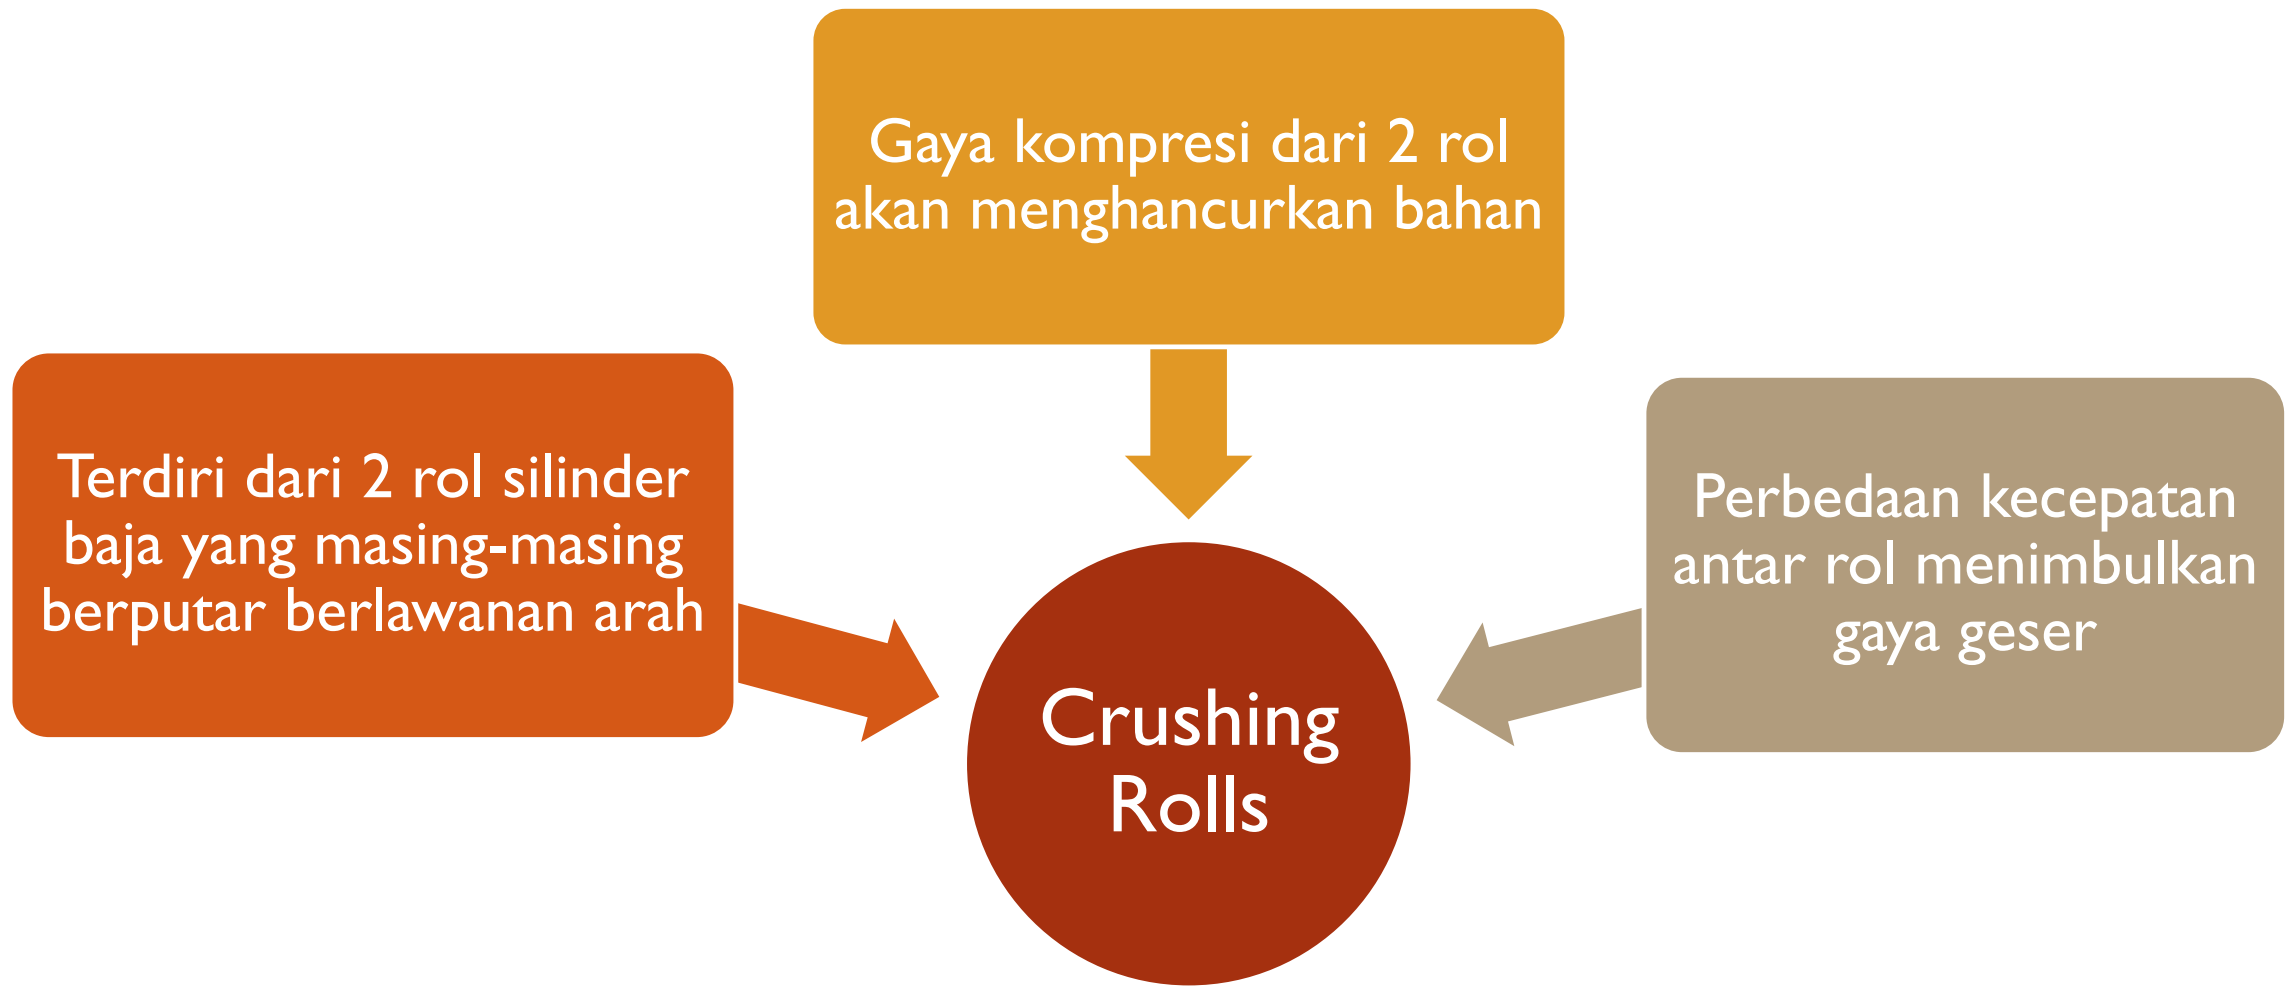 Gaya kompresi dari 2 rol
akan menghancurkan bahan
Terdiri dari 2 rol silinder
baja yang masing-masing
berputar berlawanan arah
Perbedaan kecepatan
antar rol menimbulkan
gaya geser
Crushing
Rolls